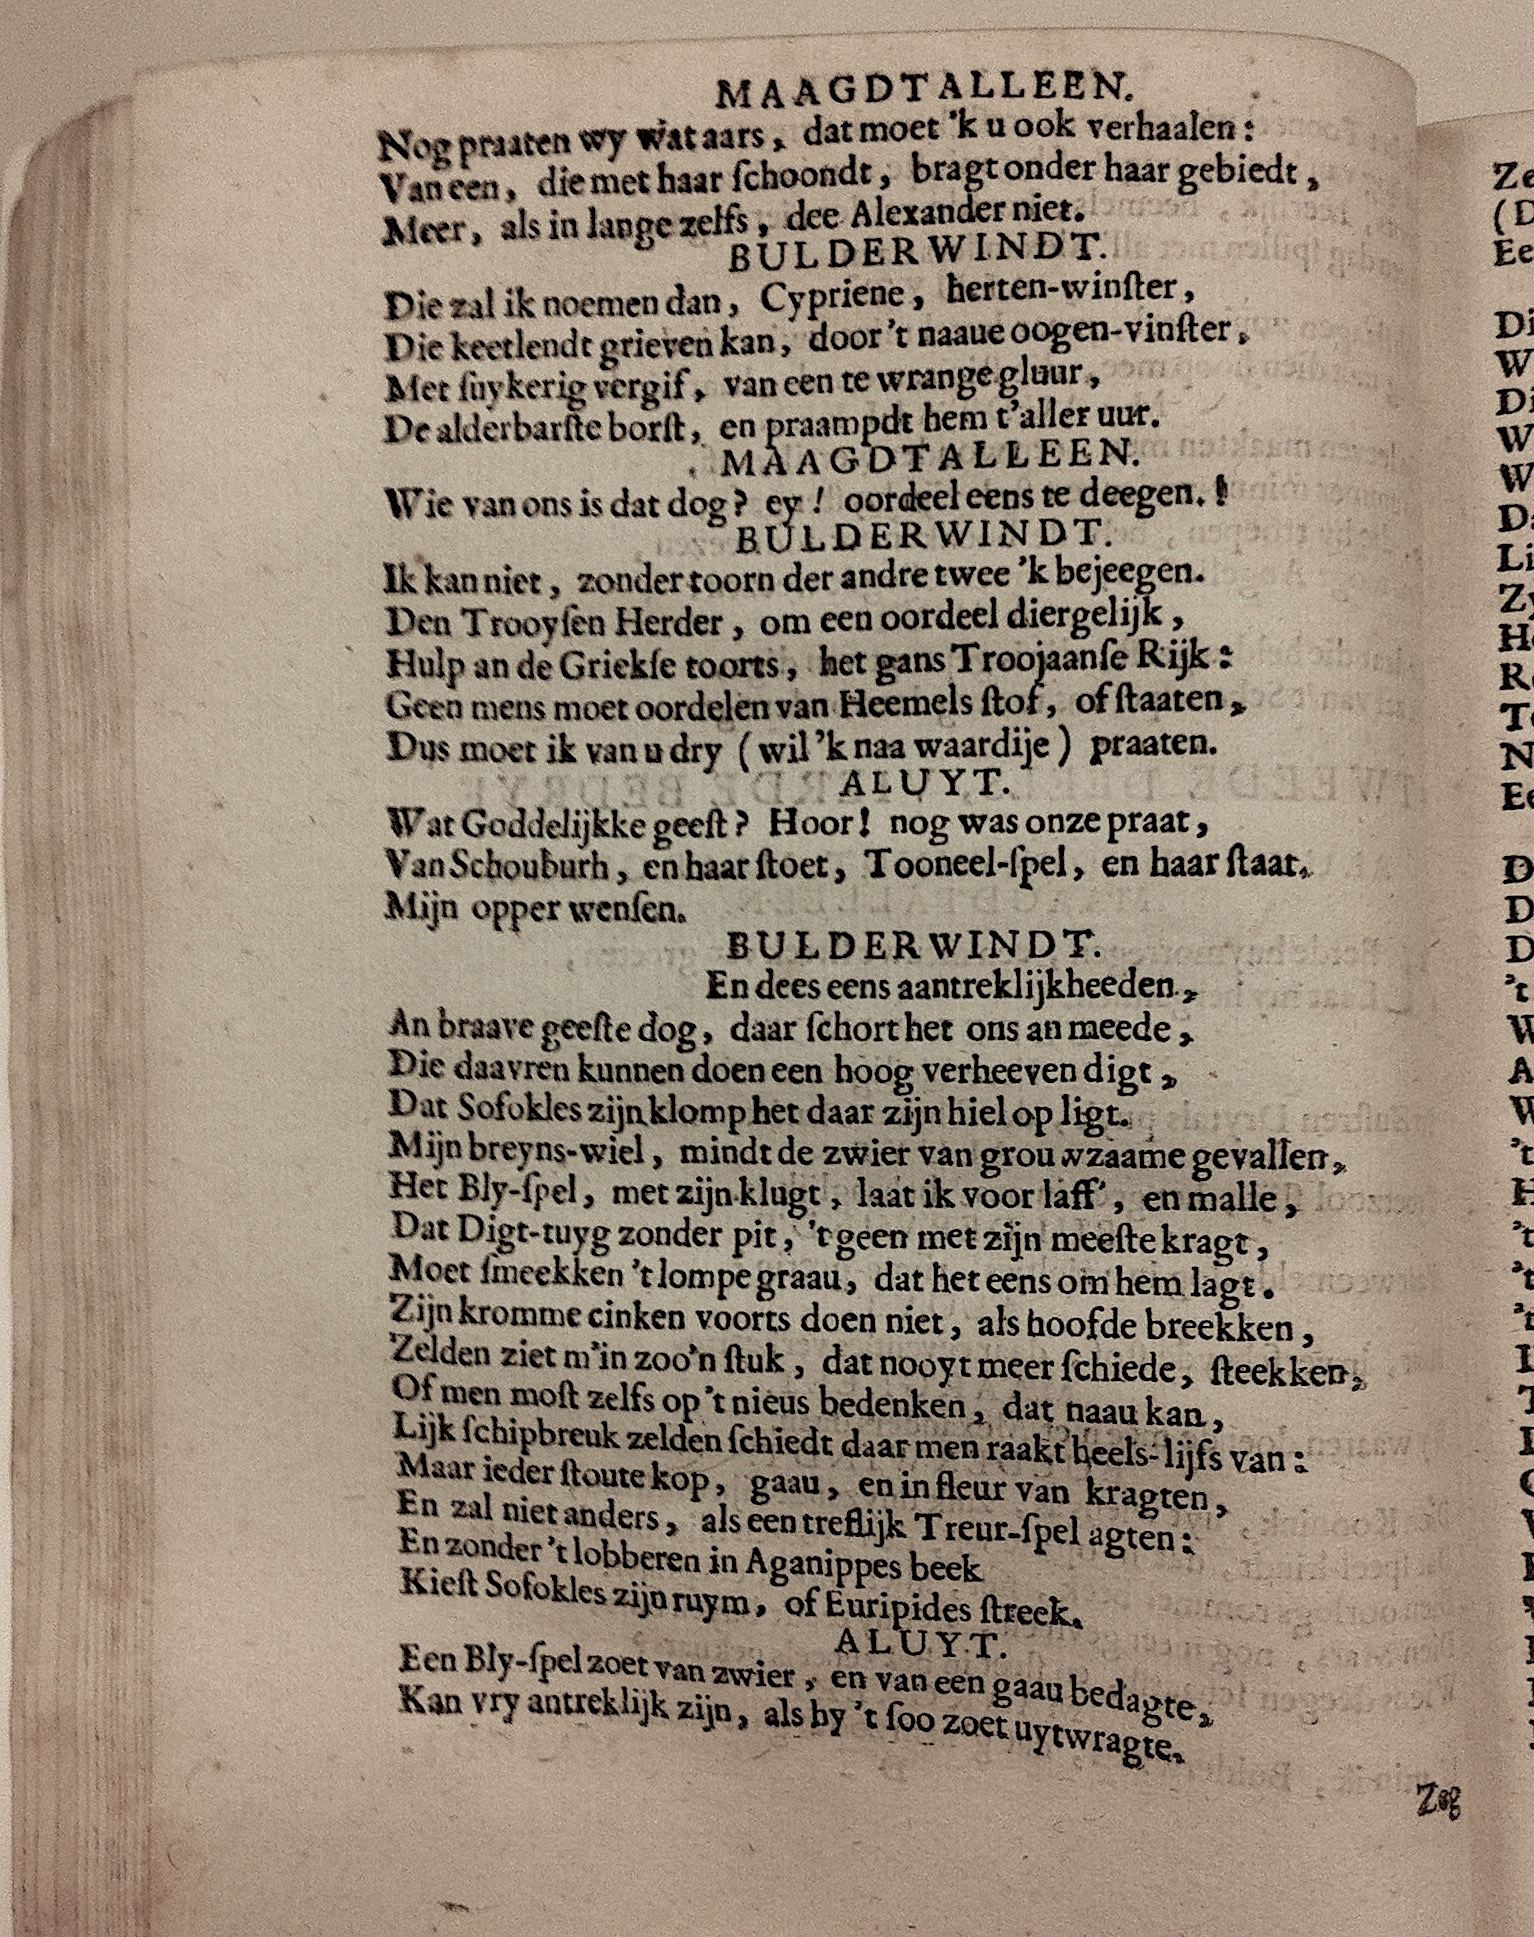 MAAGDTALLEEN.
Nog praaten wy wat aars, dat moet 'k u ook verhaalen:
Van een, die met haar ſchoondt, bragt onder haar gebiedt,
Meer, als in lange zelfs, dee Alexander niet.
BULDERWINDT.
Die zal ik noemen dan, Cypriene, herten-winſter,
Die keetlendt grieven kan, door 't naaue oogen-vinſter,
Met ſuykerig vergif, van een te wrange gluur,
De alderbarſte borſt, en praampdt hem t'aller uur.
MAAGDTALLEEN.
Wie van ons is dat dog? ey! oordeel eens te deegen.!
BULDERWINDT.
Ik kan niet, zonder toorn der andre twee 'k bejeegen.
Den Trooyſen Herder, om een oordeel diergelijk,
Hulp an de Griekſe toorts, het gans Troojaanſe Rijk:
Geen mens moet oordelen van Heemels ſtof, of ſtaaten,
Dus moet ik van u dry (wil 'k naa waardije) praaten.
ALUYT.
Wat Goddelijkke geeſt? Hoor! nog was onze praat,
Van Schouburh, en haar ſtoet, Tooneel-ſpel, en haar ſtaat,
Mijn opper wenſen.
BULDERWINDT.
En dees eens aantreklijkheeden,
An braave geeſte dog, daar ſchort het ons an meede,
Die daavren kunnen doen een hoog verheeven digt,
Dat Sofokles zijn klomp het daar zijn hiel op ligt.
Mijn breyns-wiel, mindt de zwier van grouwzaame gevallen,
Het Bly-ſpel, met zijn klugt, laat ik voor laff', en malle,
Dat Digt-tuyg zonder pit, 't geen met zijn meeſte kragt,
Moet ſmeekken 't lompe graau, dat het eens om hem lagt.
Zijn kromme cinken voorts doen niet, als hoofde breekken,
Zelden ziet m'in zoo'n ſtuk, dat nooyt meer ſchiede, ſteekken,
Of men moſt zelfs op 't nieus bedenken, dat naau kan,
Lijk ſchipbreuk zelden ſchiedt daar men raakt heels-lijfs van:
Maar ieder ſtoute kop, gaau, en in fleur van kragten,
En zal niet anders, als een treflijk Treur-ſpel agten:
En zonder 't lobberen in Aganippes beek
Kieſt Sofokles zijn ruym, of Euripides ſtreek.
ALUYT.
Een Bly-ſpel zoet van zwier, en van een gaau bedagte,
Kan vry antreklijk zijn, als hy 't ſoo zoet uytwragte.
Zeg